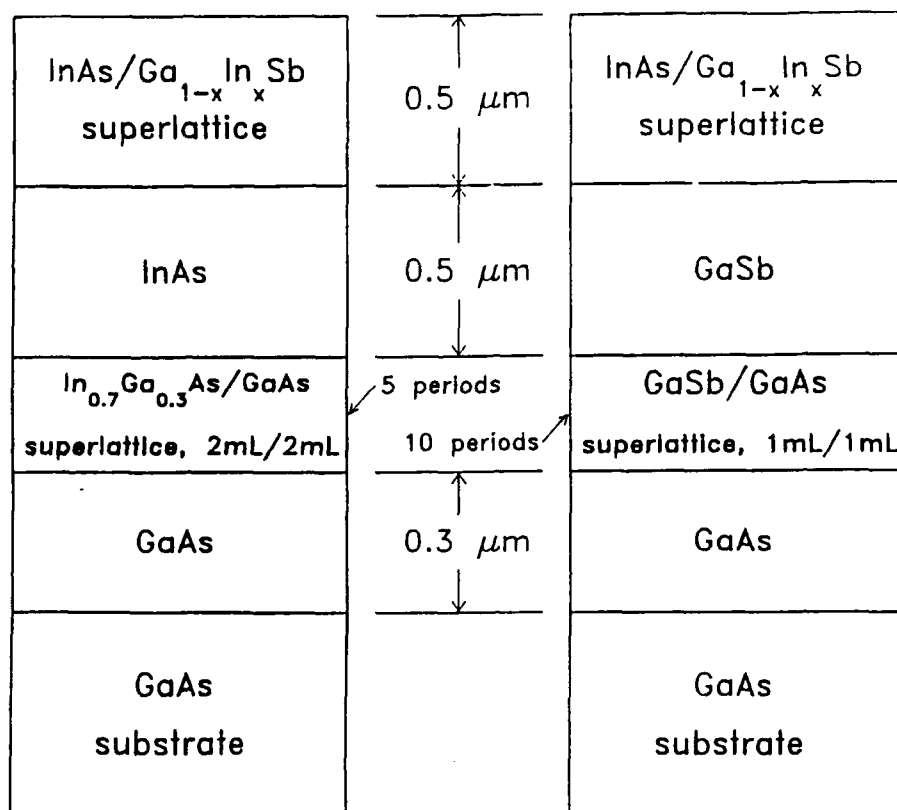 InAs/Ga₁₋ₓInₓSb
superlattice
0.5 μm
InAs/Ga₁₋ₓInₓSb
superlattice
InAs
0.5 μm
GaSb
In₀.₇Ga₀.₃As/GaAs
superlattice, 2mL/2mL
5 periods
10 periods
GaSb/GaAs
superlattice, 1mL/1mL
GaAs
0.3 μm
GaAs
GaAs
substrate
GaAs
substrate